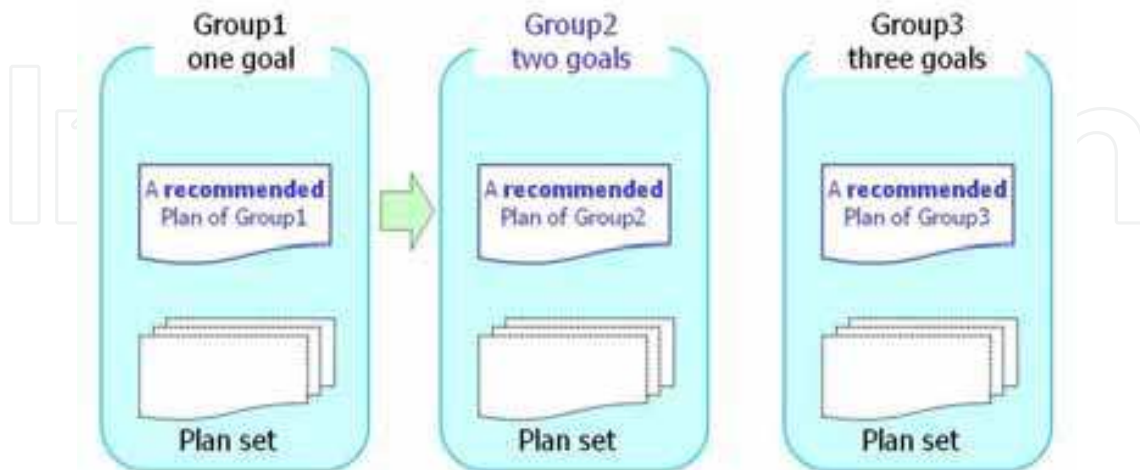 Group1
one goal
A recommended
Plan of Group1
Plan set
Group2
two goals
A recommended
Plan of Group2
Plan set
Group3
three goals
A recommended
Plan of Group3
Plan set